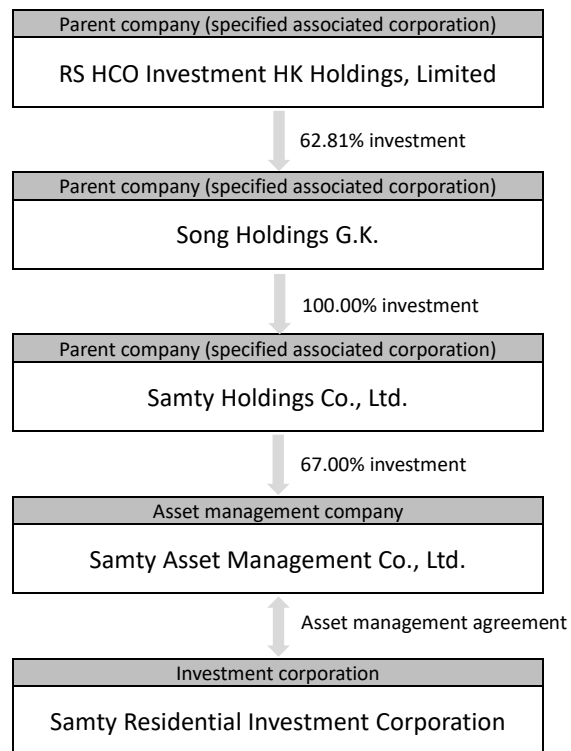 Parent company (specified associated corporation)
RS HCO Investment HK Holdings, Limited
62.81% investment
Parent company (specified associated corporation)
Song Holdings G.K.
100.00% investment
Parent company (specified associated corporation)
Samty Holdings Co., Ltd.
67.00% investment
Asset management company
Samty Asset Management Co., Ltd.
Asset management agreement
Investment corporation
Samty Residential Investment Corporation